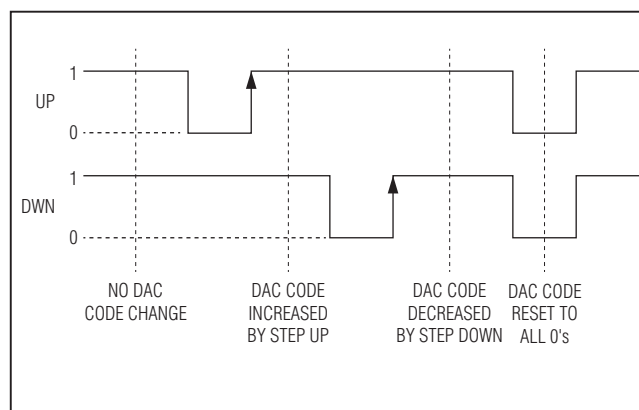 1
UP
0
1
DWN
0
NO DAC
CODE CHANGE
DAC CODE
INCREASED
BY STEP UP
DAC CODE
DECREASED
BY STEP DOWN
DAC CODE
RESET TO
ALL 0's